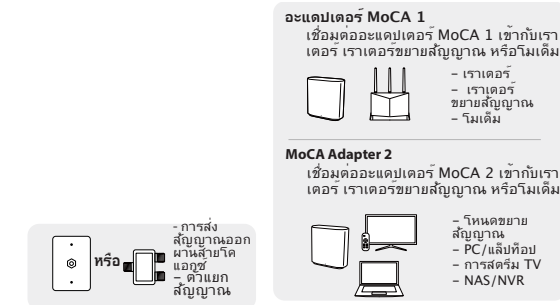 อะแดปเตอร์ MoCA 1
เชื่อมต่ออะแดปเตอร์ MoCA 1 เข้ากับเรา
เตอร์ เราเตอร์ขยายสัญญาณ หรือโมเด็ม
– เราเตอร์
– เราเตอร์
ขยายสัญญาณ
– โมเด็ม
MoCA Adapter 2
เชื่อมต่ออะแดปเตอร์ MoCA 2 เข้ากับเรา
เตอร์ เราเตอร์ขยายสัญญาณ หรือโมเด็ม
– โหนดขยาย
สัญญาณ
– PC/แล็ปท็อป
– การสตรีม TV
– NAS/NVR
หรือ
- การส่ง
สัญญาณออก
ผ่านสายโค
แอกซ์
– ตัวแยก
สัญญาณ